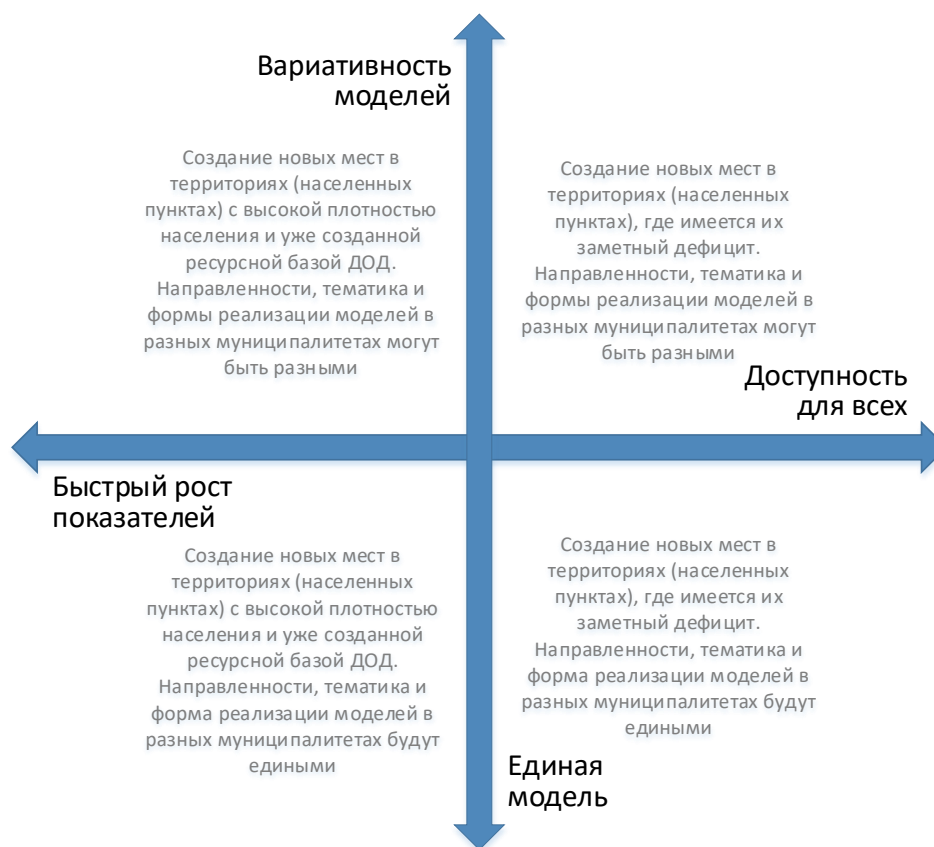 Вариативность
моделей
Создание новых мест в
территориях (населенных
пунктах) с высокой плотностью
населения и уже созданной
ресурсной базой ДОД.
Направленности, тематика и
формы реализации моделей в
разных муниципалитетах могут
быть разными
Создание новых мест в
территориях (населенных
пунктах), где имеется их
заметный дефицит.
Направленности, тематика и
формы реализации моделей в
разных муниципалитетах могут
быть разными
Доступность
для всех
Быстрый рост
показателей
Создание новых мест в
территориях (населенных
пунктах) с высокой плотностью
населения и уже созданной
ресурсной базой ДОД.
Направленности, тематика и
форма реализации моделей в
разных муниципалитетах будут
едиными
Создание новых мест в
территориях (населенных
пунктах), где имеется их
заметный дефицит.
Направленности, тематика и
форма реализации моделей в
разных муниципалитетах будут
едиными
Единая
модель